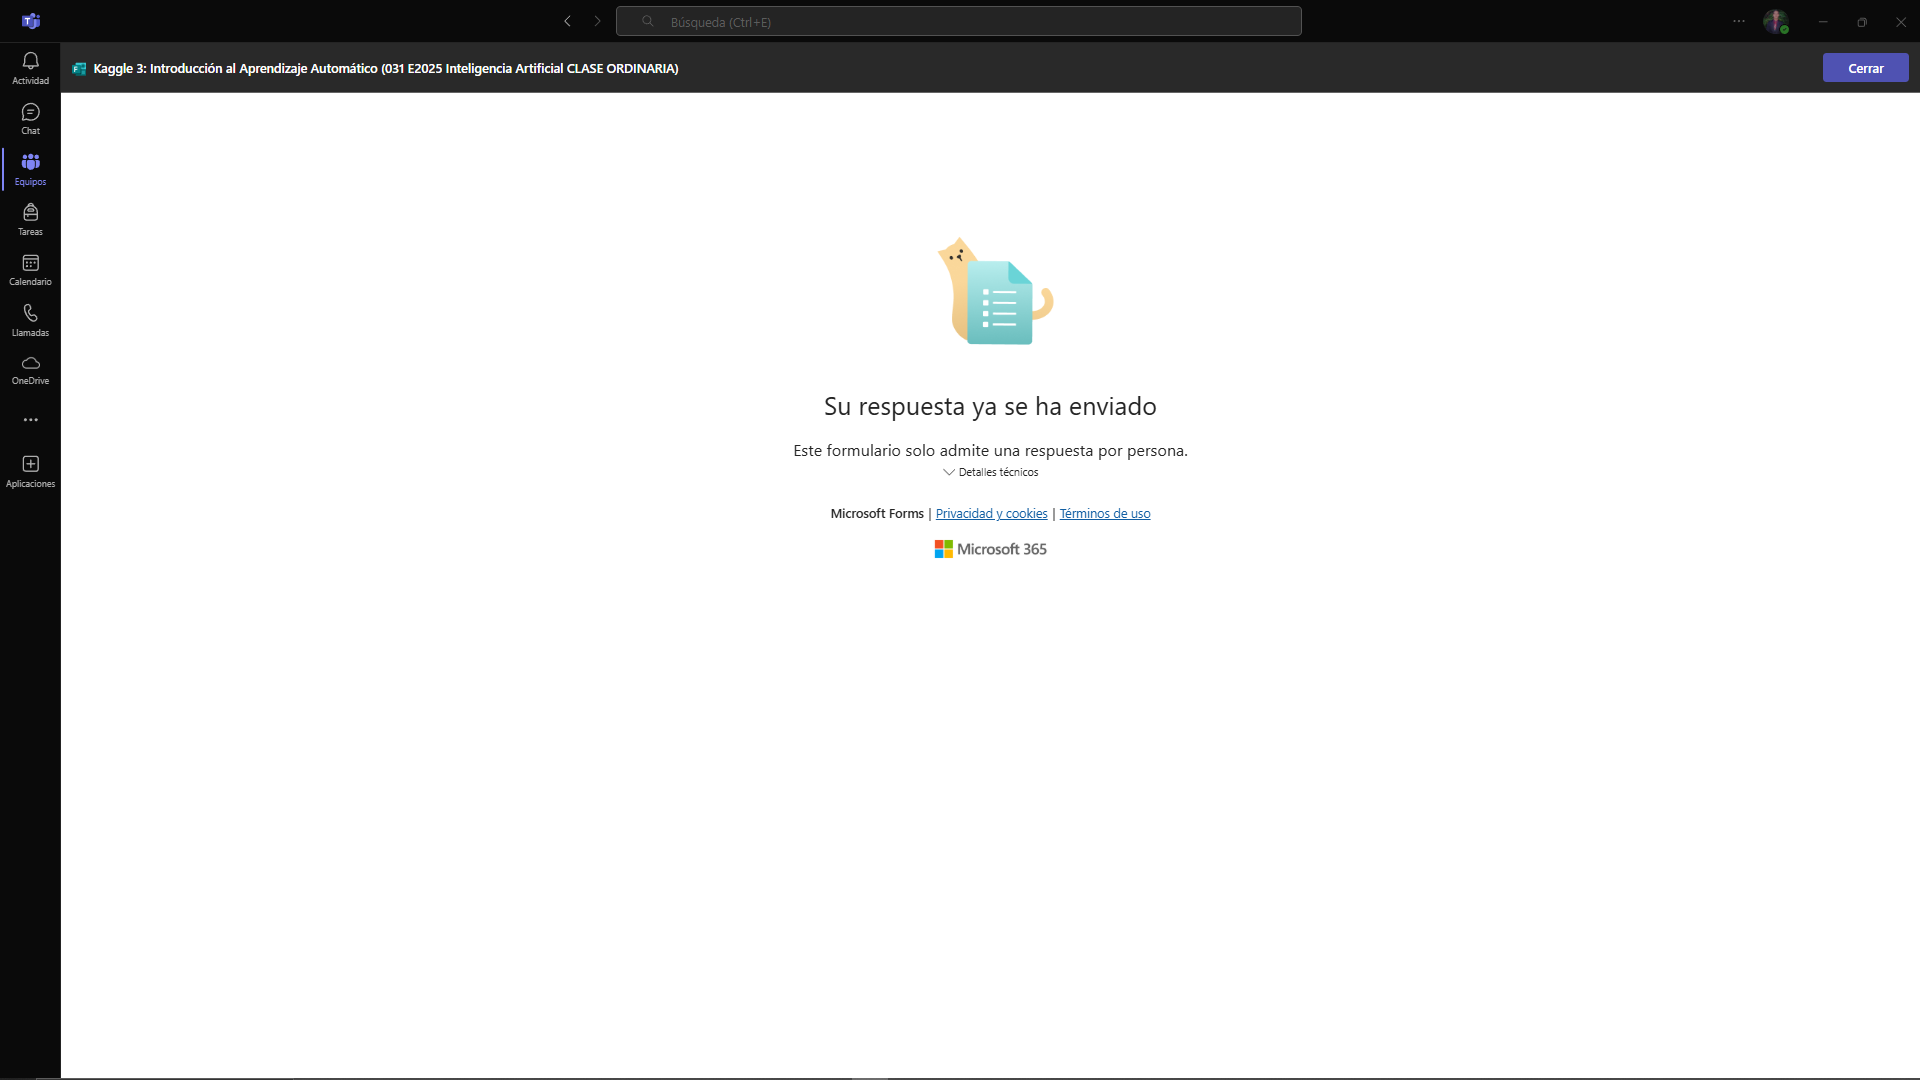 Búsqueda (Ctrl+E)
Kaggle 3: Introducción al Aprendizaje Automático (031 E2025 Inteligencia Artificial CLASE ORDINARIA)
Cerrar
Actividad
Chat
Equipos
Tareas
Calendario
Llamadas
OneDrive
Aplicaciones
Su respuesta ya se ha enviado
Este formulario solo admite una respuesta por persona.
Detalles técnicos
Microsoft Forms | Privacidad y cookies | Términos de uso
Microsoft 365